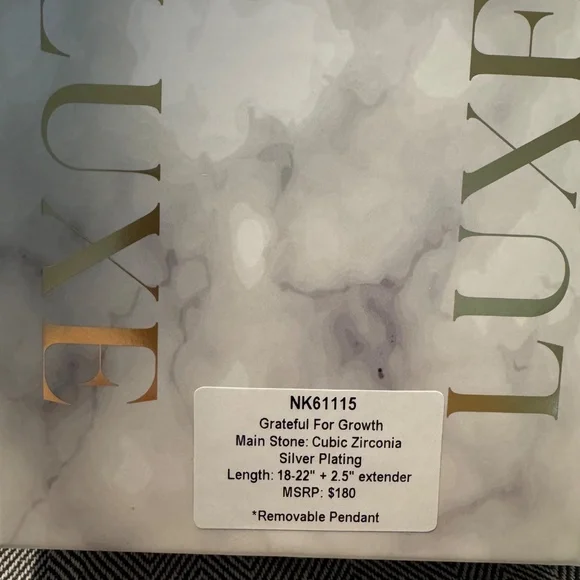 LUXE
LUXE
NK61115
Grateful For Growth
Main Stone: Cubic Zirconia
Silver Plating
Length: 18-22" + 2.5" extender
MSRP: $180
*Removable Pendant